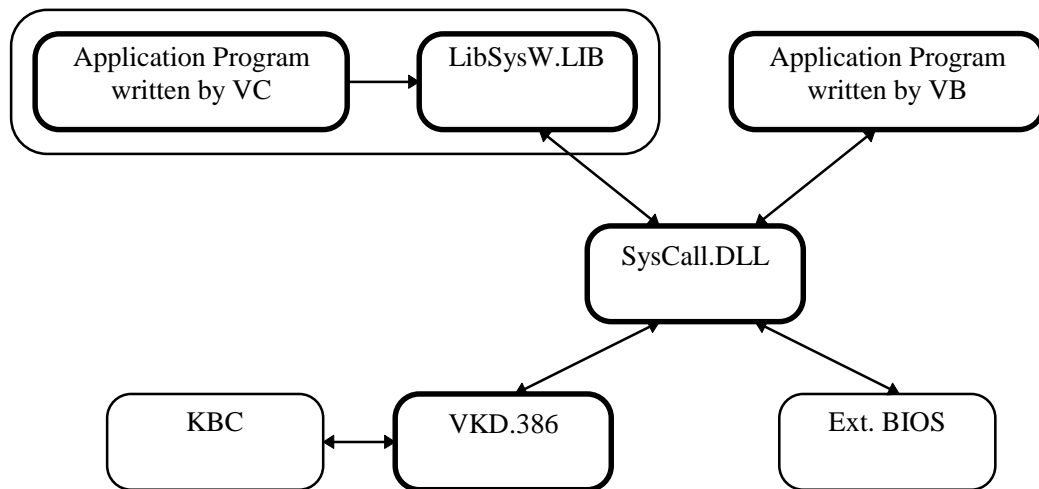 Application Program
written by VC
LibSysW.LIB
Application Program
written by VB
SysCall.DLL
KBC
VKD.386
Ext. BIOS